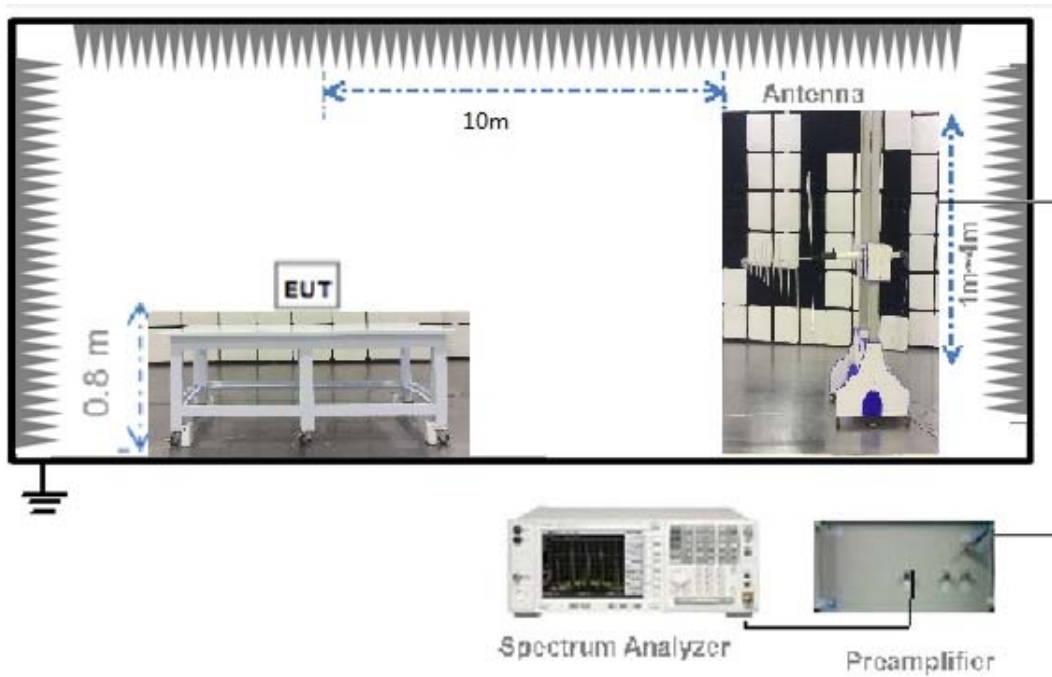 Antenna
10m
1m~4m
EUT
0.8 m
Spectrum Analyzer
Preamplifier